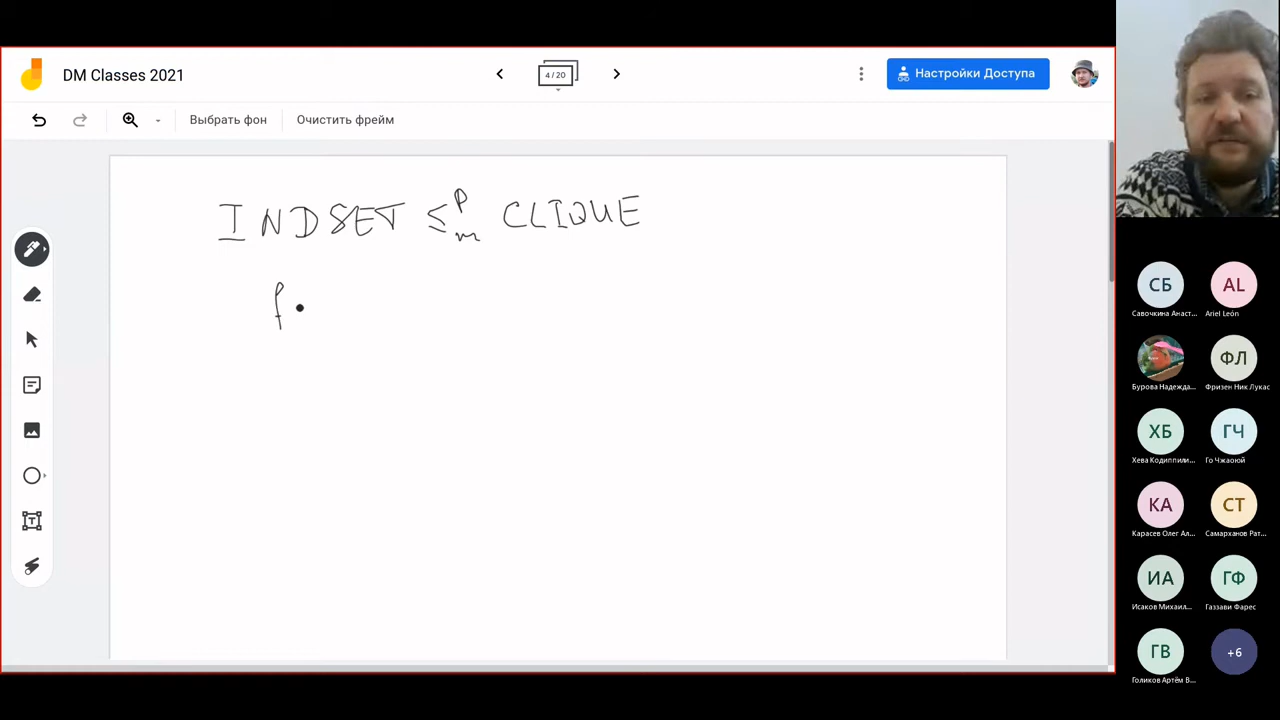 DM Classes 2021
4/20
Настройки Доступа
Выбрать фон
Очистить фрейм
INDSET ≤ᵖₘ CLIQUE
f
СБ
Савочкина Анаст...
AL
Ariel León
Бурова Надежда...
ФЛ
Фризен Ник Лукас
ХБ
Хева Кодиппили...
ГЧ
Го Чжаоюй
КА
Карасев Олег Ал...
СТ
Самарханов Рат...
ИА
Исаков Михаил...
ГФ
Газзави Фарес
ГВ
Голиков Артём В...
+6